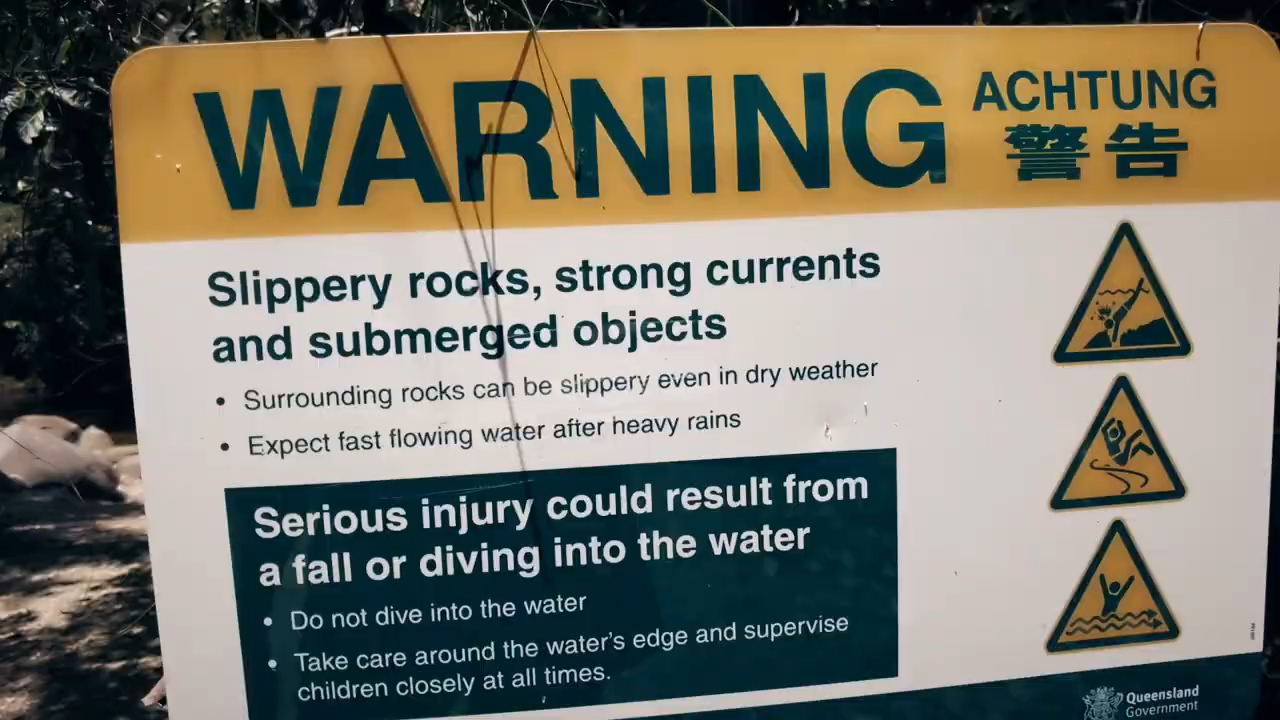 WARNING
ACHTUNG
警告
Slippery rocks, strong currents
and submerged objects
• Surrounding rocks can be slippery even in dry weather
• Expect fast flowing water after heavy rains
Serious injury could result from
a fall or diving into the water
• Do not dive into the water
• Take care around the water's edge and supervise
children closely at all times.
Queensland
Government